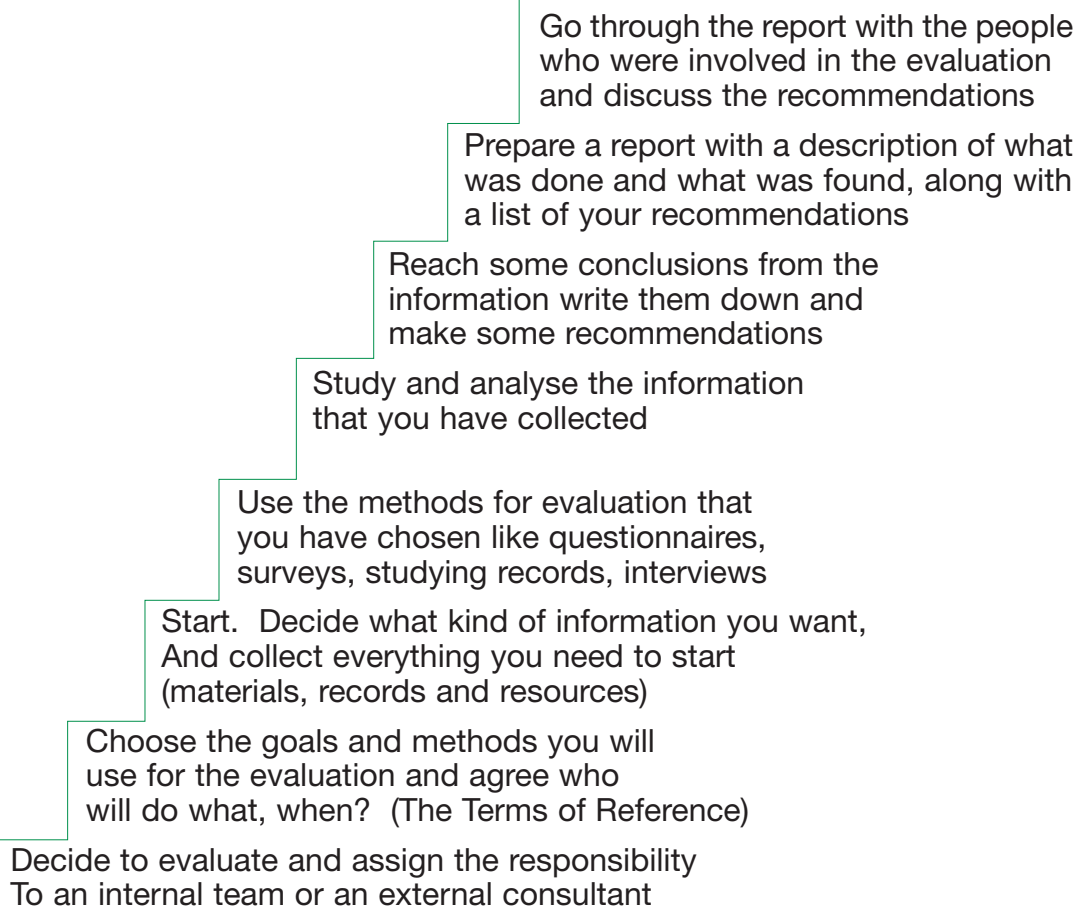 Go through the report with the people
who were involved in the evaluation
and discuss the recommendations
Prepare a report with a description of what
was done and what was found, along with
a list of your recommendations
Reach some conclusions from the
information write them down and
make some recommendations
Study and analyse the information
that you have collected
Use the methods for evaluation that
you have chosen like questionnaires,
surveys, studying records, interviews
Start.  Decide what kind of information you want,
And collect everything you need to start
(materials, records and resources)
Choose the goals and methods you will
use for the evaluation and agree who
will do what, when?  (The Terms of Reference)
Decide to evaluate and assign the responsibility
To an internal team or an external consultant